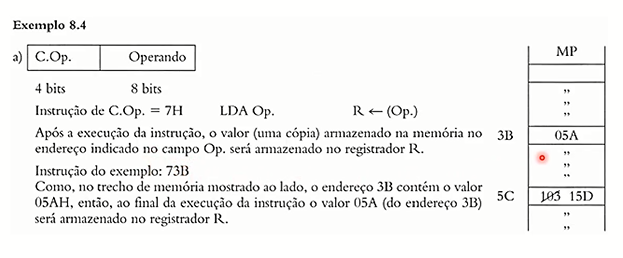 Exemplo 8.4
a) C.Op. Operando
4 bits 8 bits
Instrução de C.Op. = 7H LDA Op. R ← (Op.)
Após a execução da instrução, o valor (uma cópia) armazenado na memória no
endereço indicado no campo Op. será armazenado no registrador R.
Instrução do exemplo: 73B
Como, no trecho de memória mostrado ao lado, o endereço 3B contém o valor
05AH, então, ao final da execução da instrução o valor 05A (do endereço 3B)
será armazenado no registrador R.
MP
"
"
"
3B 05A
"
"
"
5C 103 15D
"
"